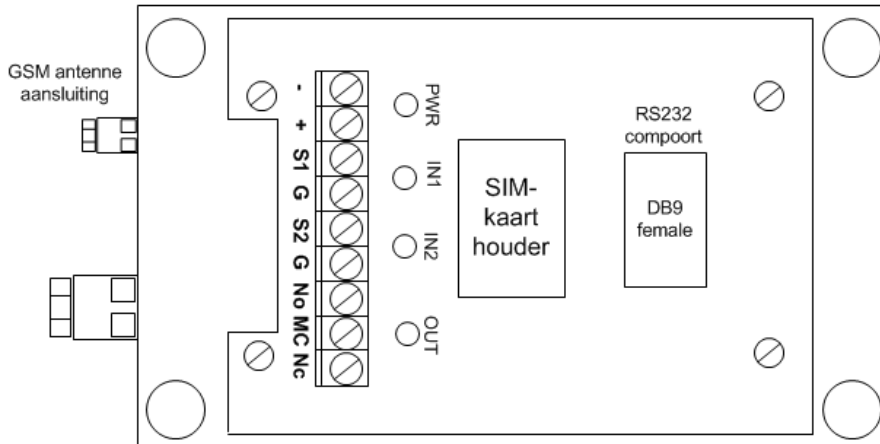 GSM antenne
aansluiting
-
+
S1
G
S2
G
No
MC
Nc
PWR
IN1
IN2
OUT
SIM-
kaart
houder
RS232
compoort
DB9
female